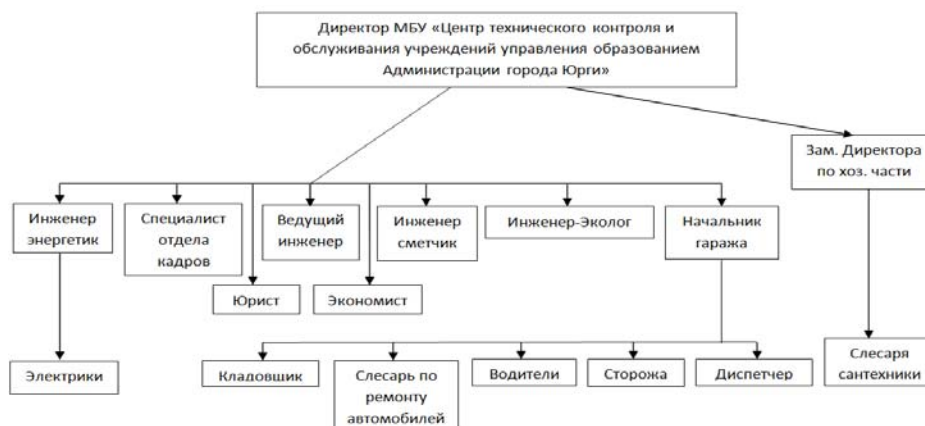 Директор МБУ «Центр технического контроля и
обслуживания учреждений управления образованием
Администрации города Юрги»
Зам. Директора
по хоз. части
Инженер
энергетик
Специалист
отдела
кадров
Ведущий
инженер
Инженер
сметчик
Инженер-Эколог
Начальник
гаража
Юрист
Экономист
Электрики
Кладовщик
Слесарь по
ремонту
автомобилей
Водители
Сторожа
Диспетчер
Слесаря
сантехники